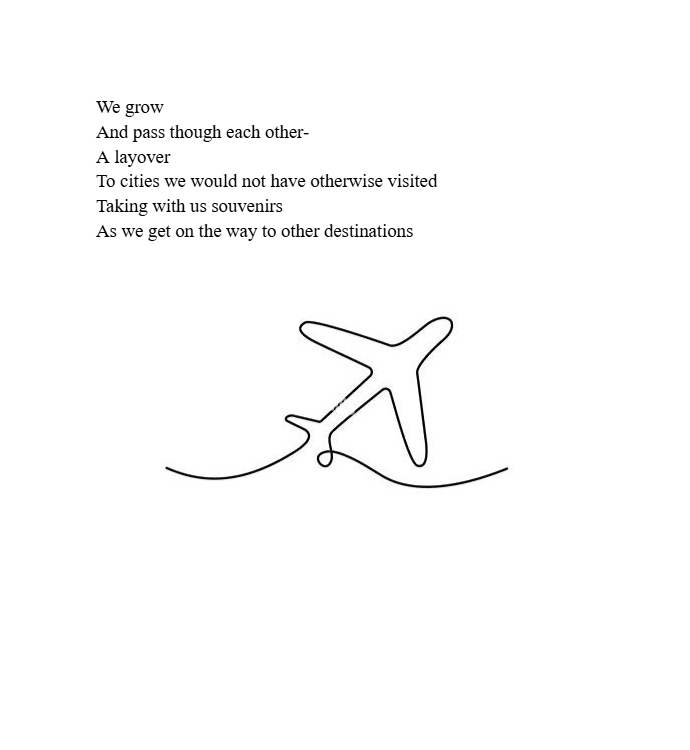 We grow
And pass though each other-
A layover
To cities we would not have otherwise visited
Taking with us souvenirs
As we get on the way to other destinations